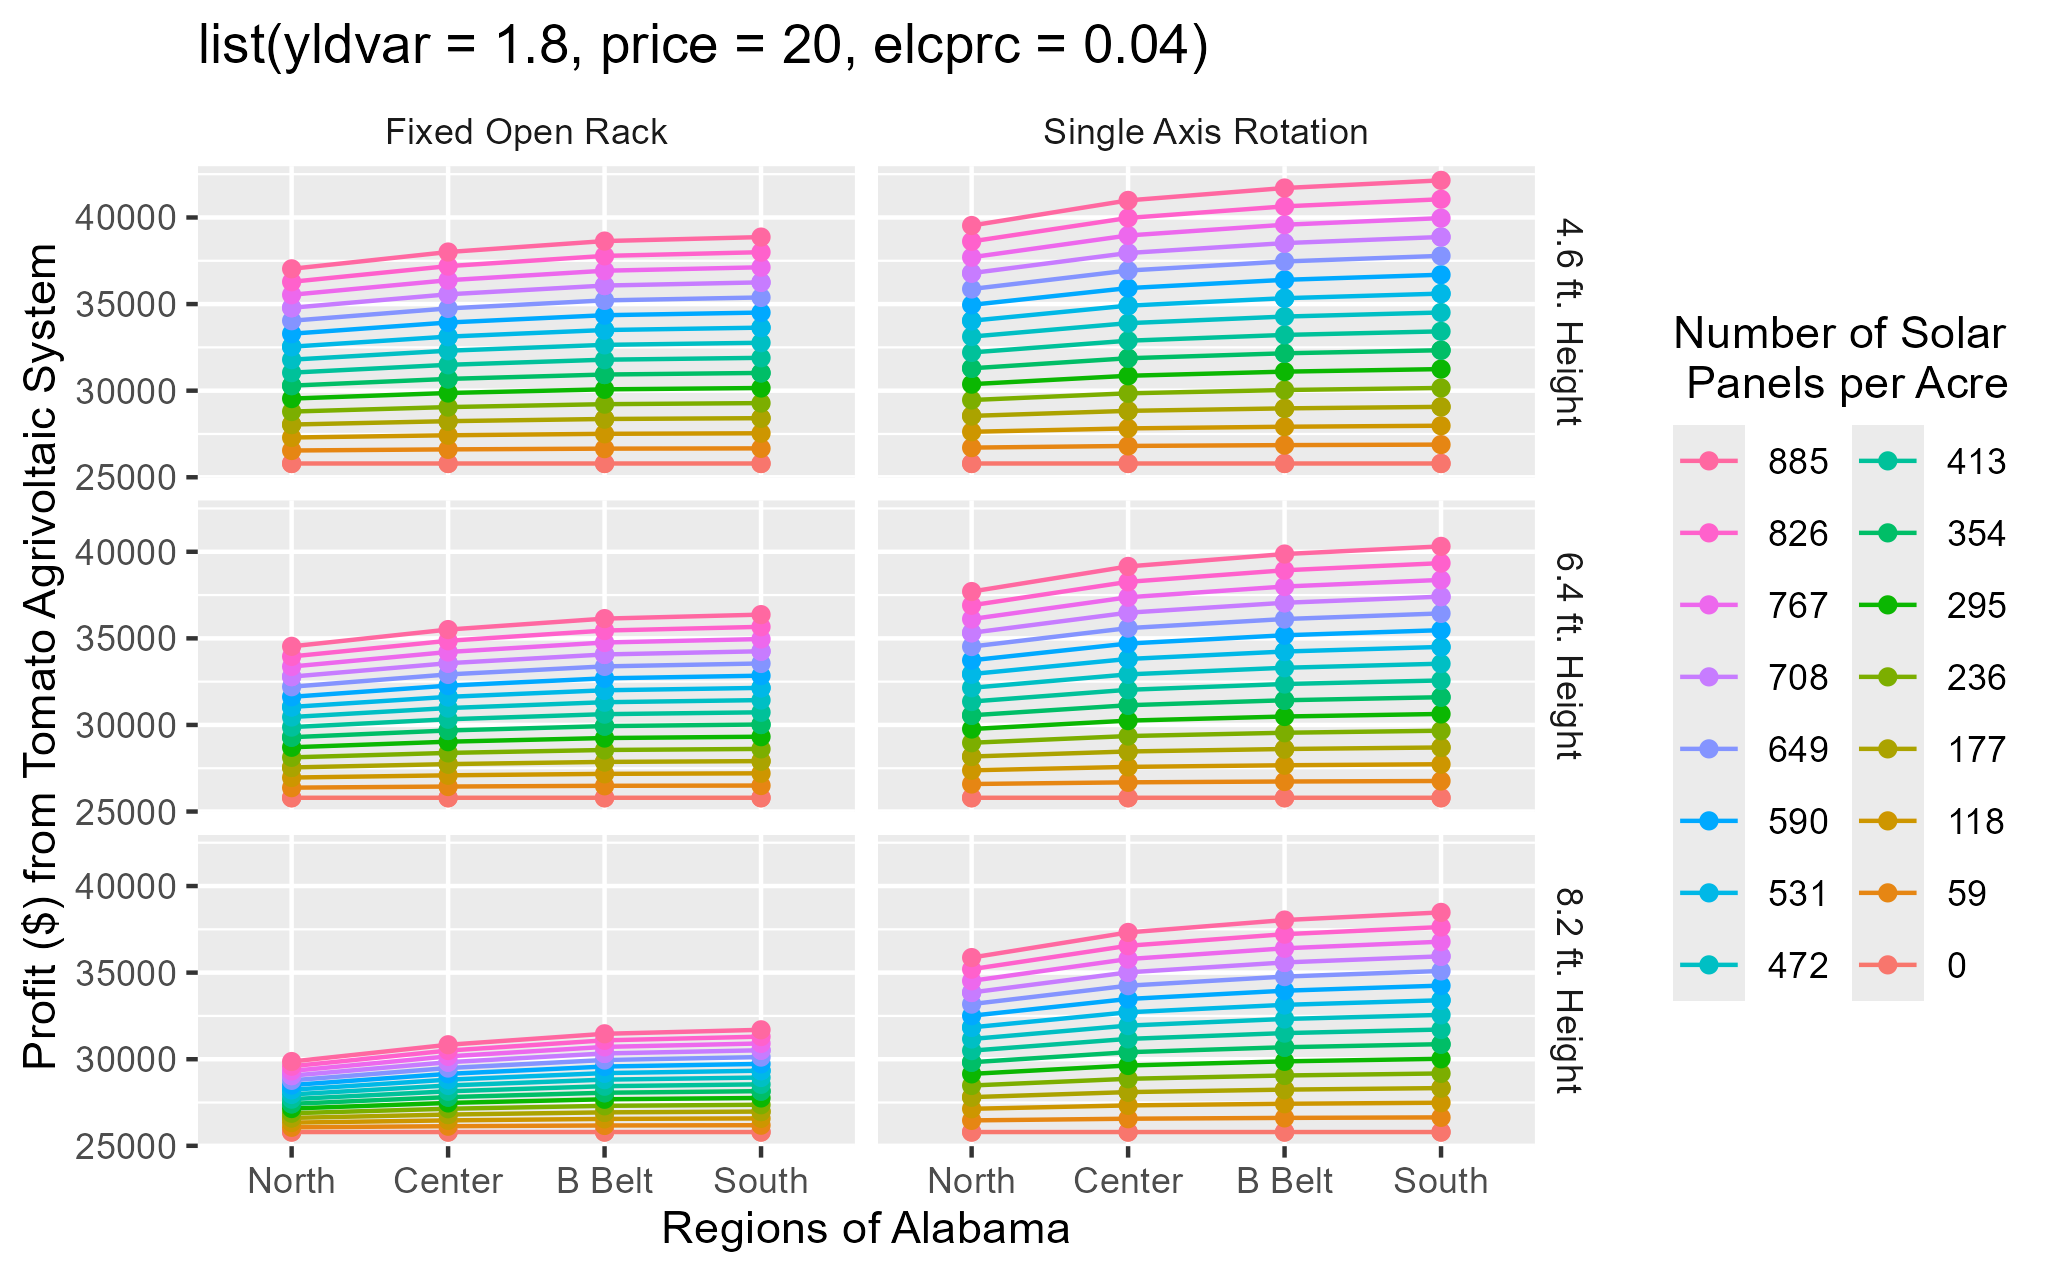 list(yldvar = 1.8, price = 20, elcprc = 0.04)
Fixed Open Rack
Single Axis Rotation
Profit ($) from Tomato Agrivoltaic System
40000
35000
30000
25000
4.6 ft. Height
40000
35000
30000
25000
6.4 ft. Height
40000
35000
30000
25000
8.2 ft. Height
North Center B Belt South
North Center B Belt South
Regions of Alabama
Number of Solar
Panels per Acre
885
826
767
708
649
590
531
472
413
354
295
236
177
118
59
0